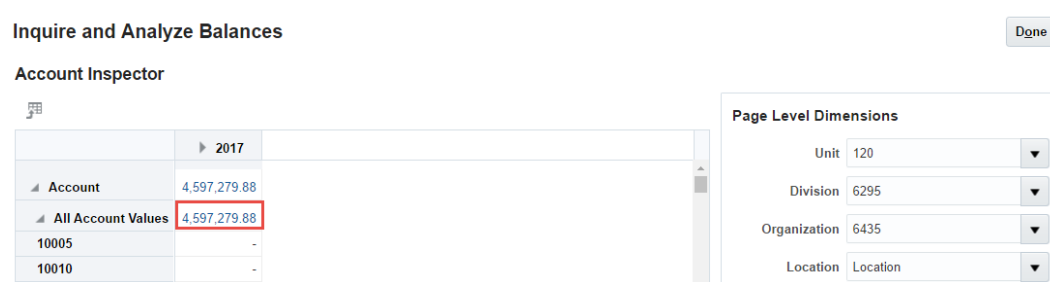 Inquire and Analyze Balances
Done
Account Inspector
2017
Account 4,597,279.88
All Account Values 4,597,279.88
10005 -
10010 -
Page Level Dimensions
Unit 120
Division 6295
Organization 6435
Location Location